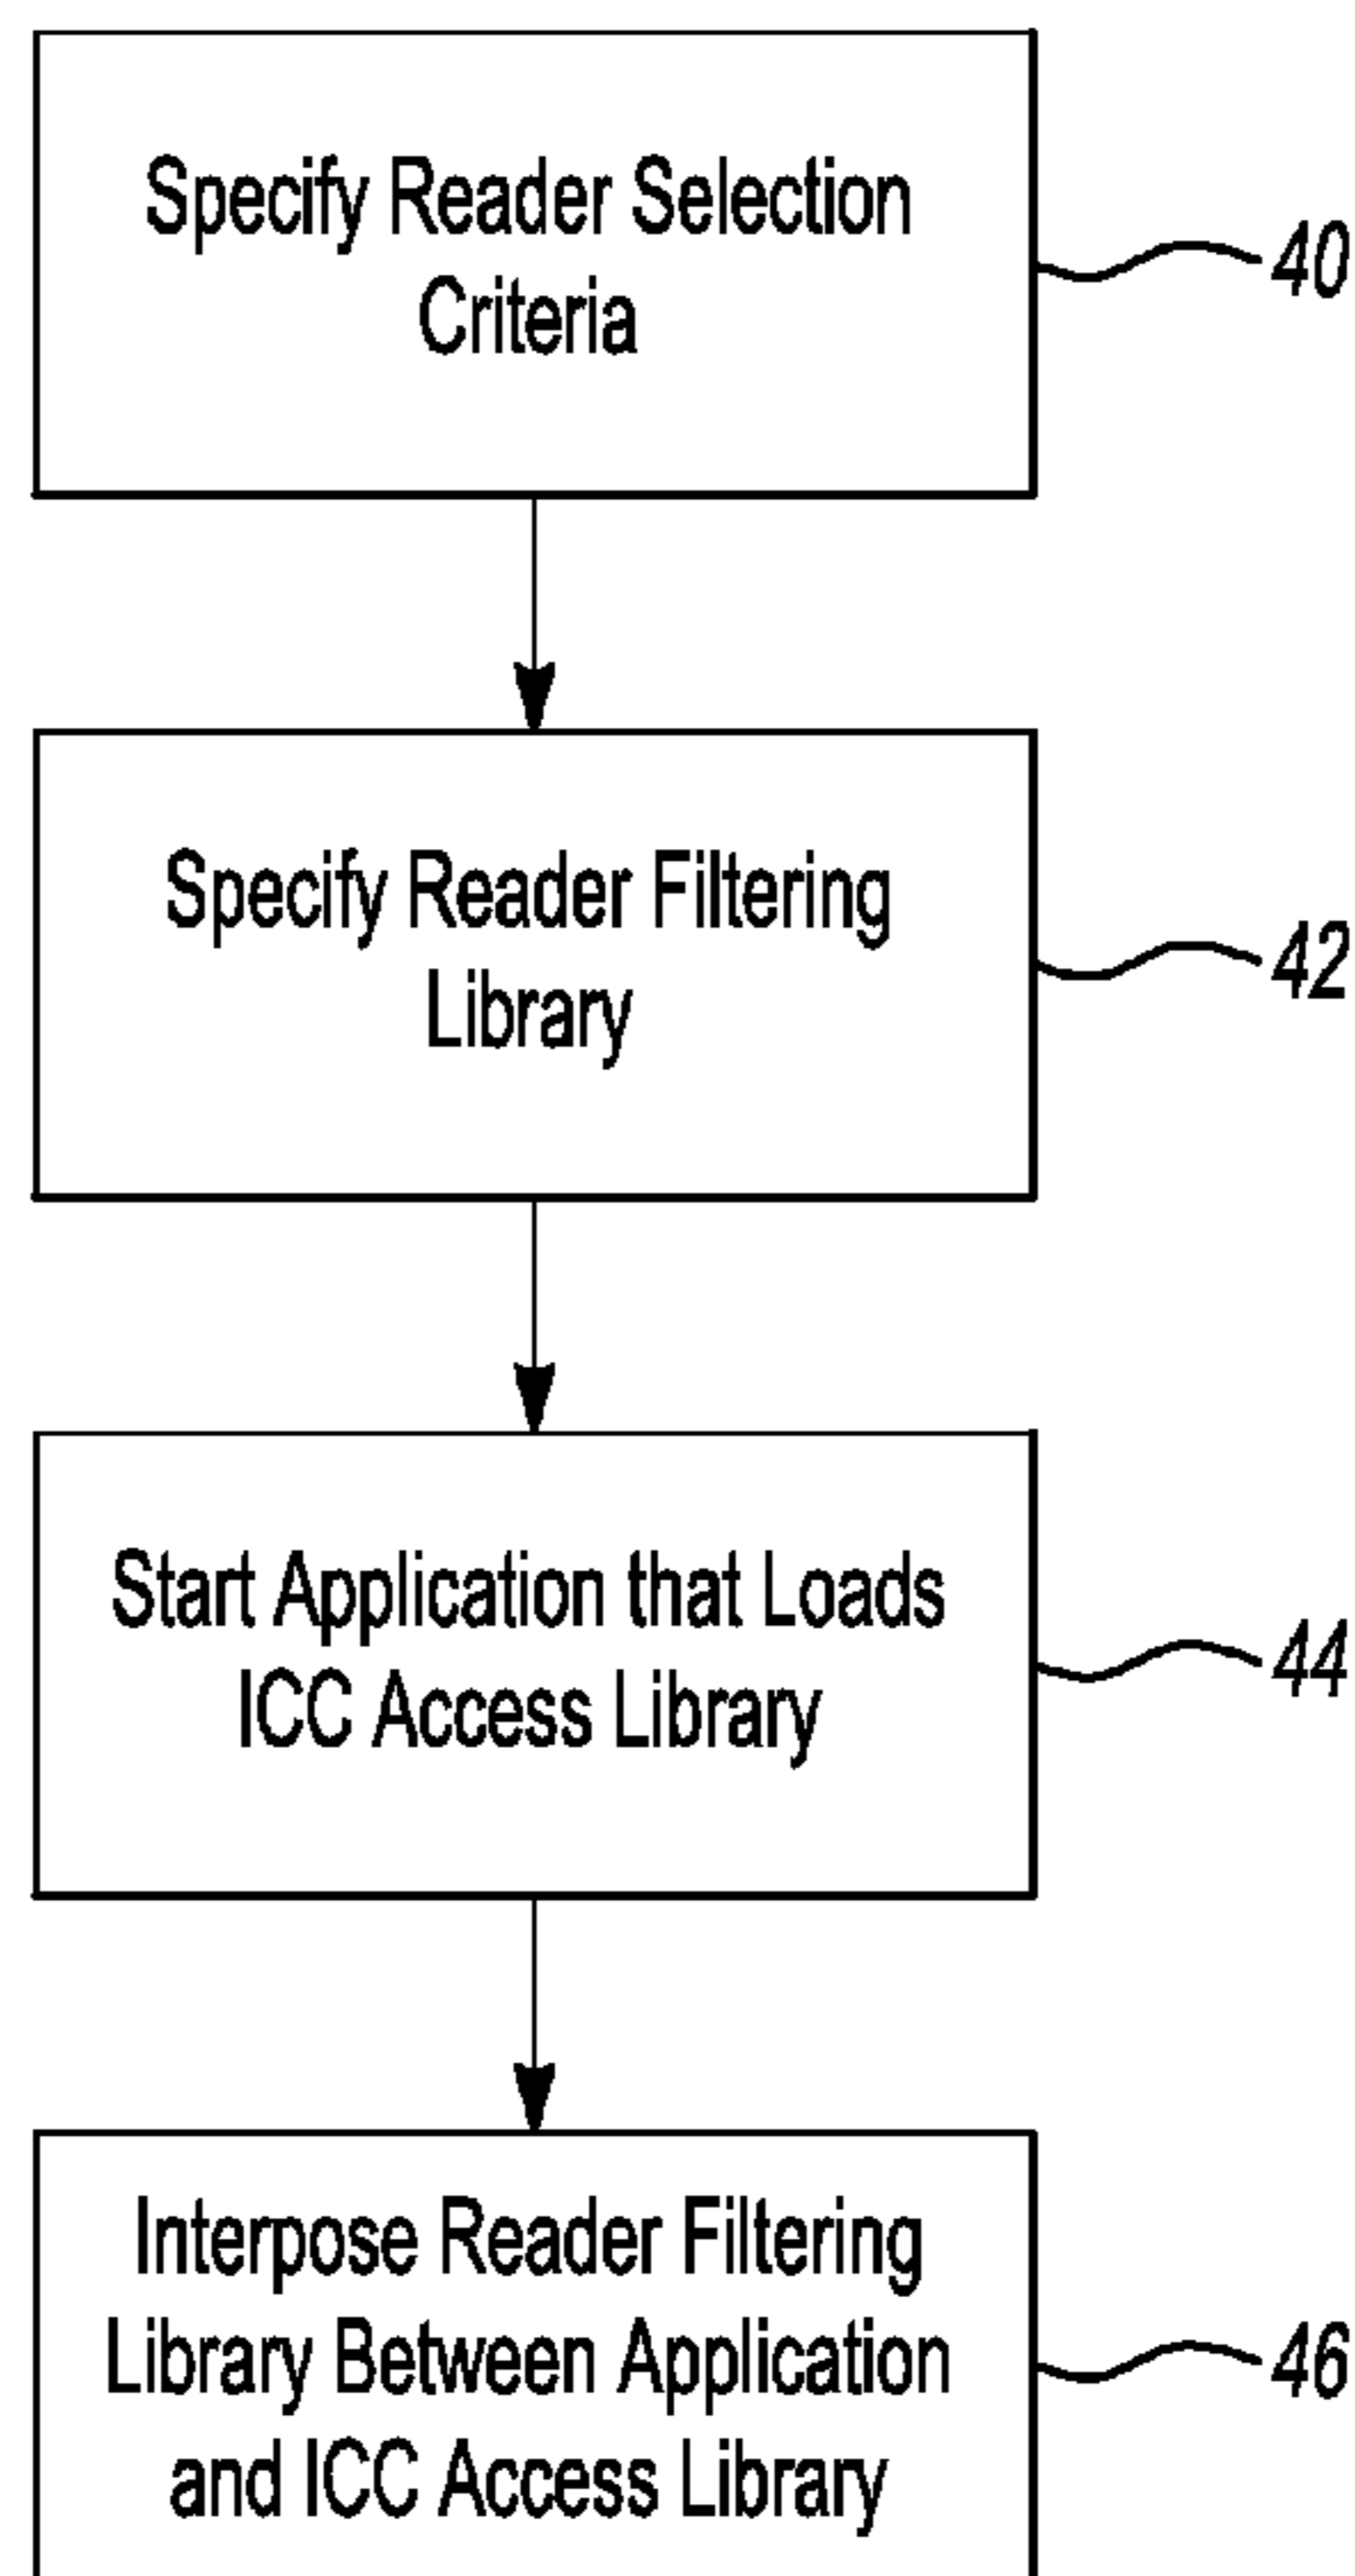 Specify Reader Selection
Criteria
40
Specify Reader Filtering
Library
42
Start Application that Loads
ICC Access Library
44
Interpose Reader Filtering
Library Between Application
and ICC Access Library
46